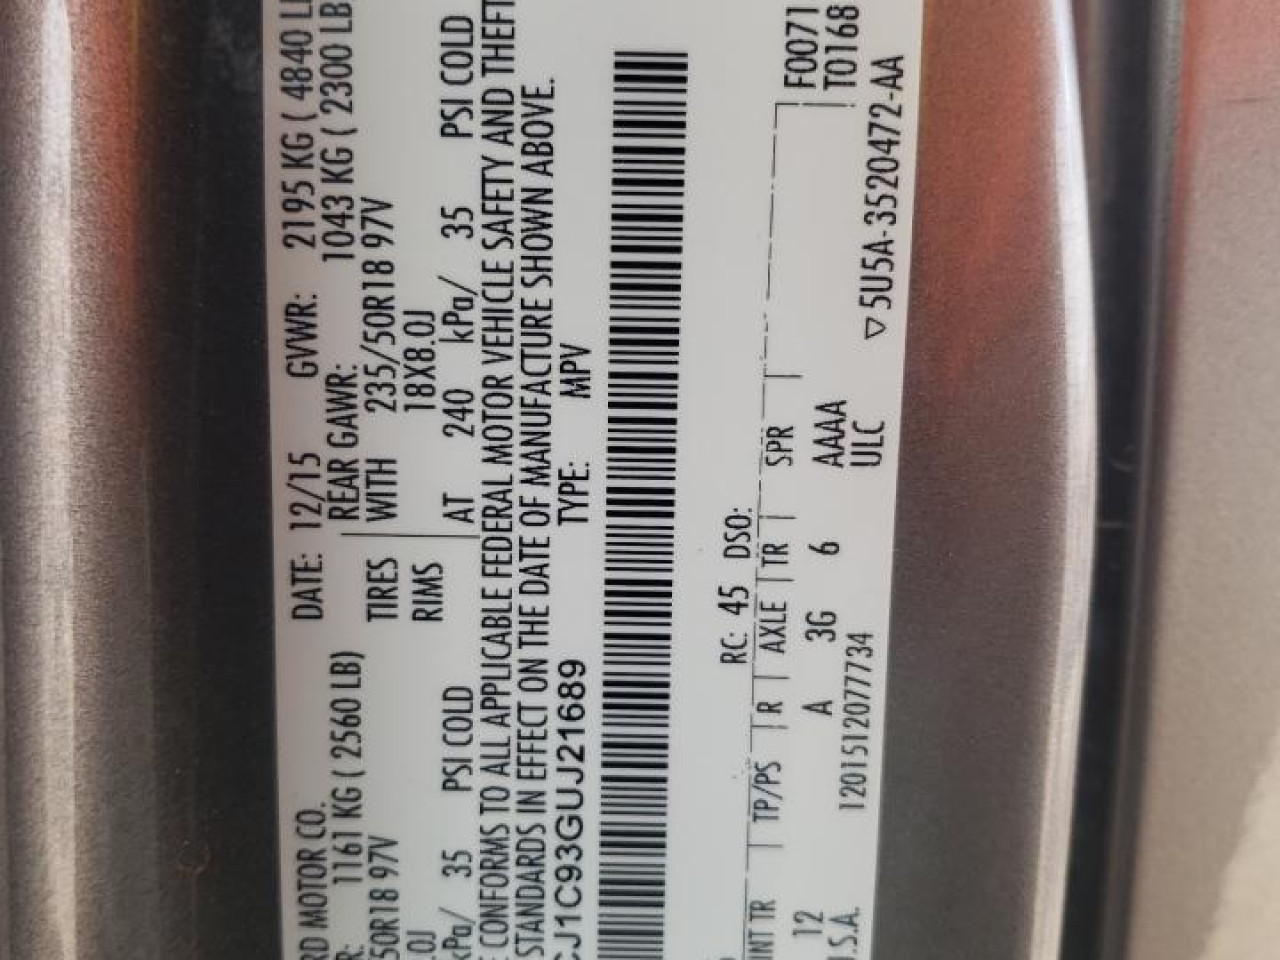 RD MOTOR CO. DATE: 12/15 GVWR: 2195 KG ( 4840 L
R: 1161 KG ( 2560 LB) REAR GAWR: 1043 KG ( 2300 LB
50R18 97V TIRES WITH 235/50R18 97V
.0J RIMS 18X8.0J
kPa/ 35 PSI COLD AT 240 kPa/ 35 PSI COLD
E CONFORMS TO ALL APPLICABLE FEDERAL MOTOR VEHICLE SAFETY AND THEFT
STANDARDS IN EFFECT ON THE DATE OF MANUFACTURE SHOWN ABOVE.
CJ1C93GUJ21689 TYPE: MPV
RC: 45 DSO:
INT TR TP/PS R AXLE TR SPR F0071
12 A 3G 6 AAAA T0168
.S.A. 1201512077734 ULC ▽5U5A-3520472-AA